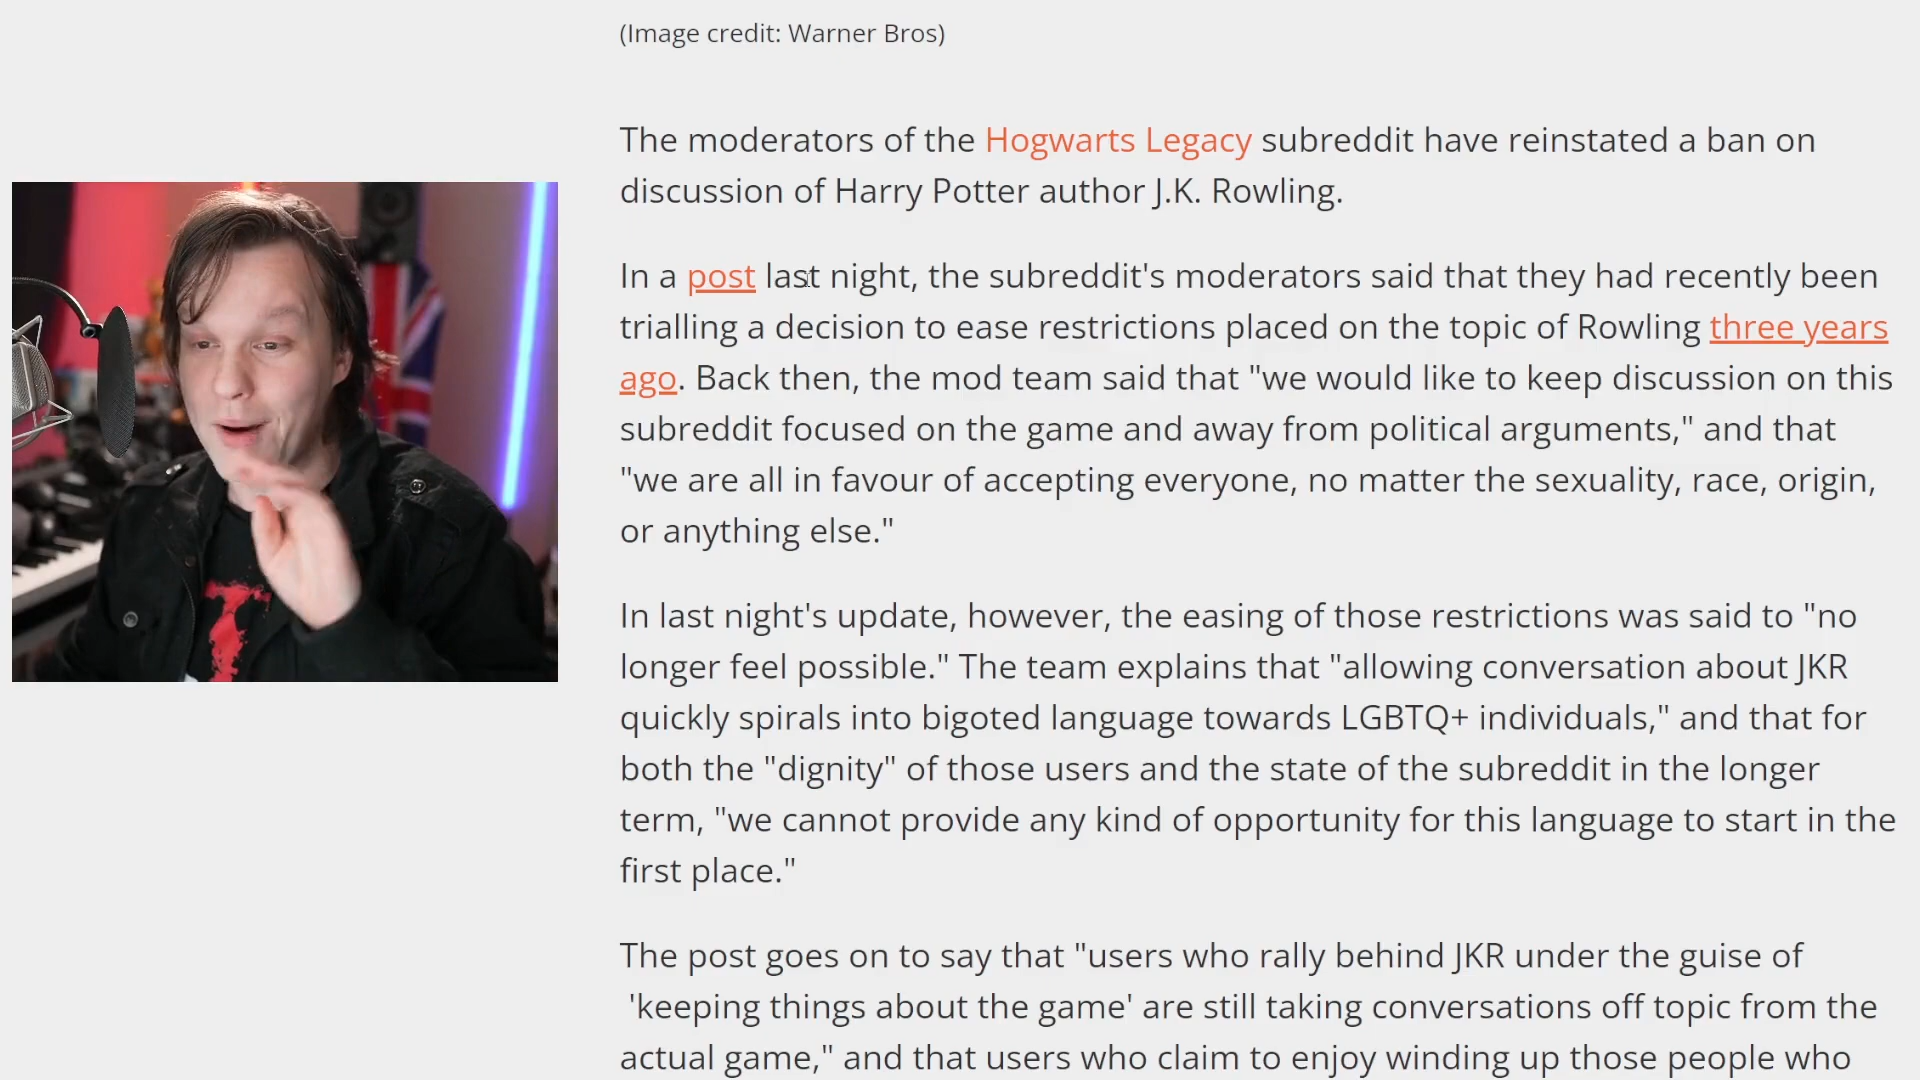 (Image credit: Warner Bros)
The moderators of the Hogwarts Legacy subreddit have reinstated a ban on
discussion of Harry Potter author J.K. Rowling.
In a post last night, the subreddit's moderators said that they had recently been
trialling a decision to ease restrictions placed on the topic of Rowling three years
ago. Back then, the mod team said that "we would like to keep discussion on this
subreddit focused on the game and away from political arguments," and that
"we are all in favour of accepting everyone, no matter the sexuality, race, origin,
or anything else."
In last night's update, however, the easing of those restrictions was said to "no
longer feel possible." The team explains that "allowing conversation about JKR
quickly spirals into bigoted language towards LGBTQ+ individuals," and that for
both the "dignity" of those users and the state of the subreddit in the longer
term, "we cannot provide any kind of opportunity for this language to start in the
first place."
The post goes on to say that "users who rally behind JKR under the guise of
'keeping things about the game' are still taking conversations off topic from the
actual game," and that users who claim to enjoy winding up those people who